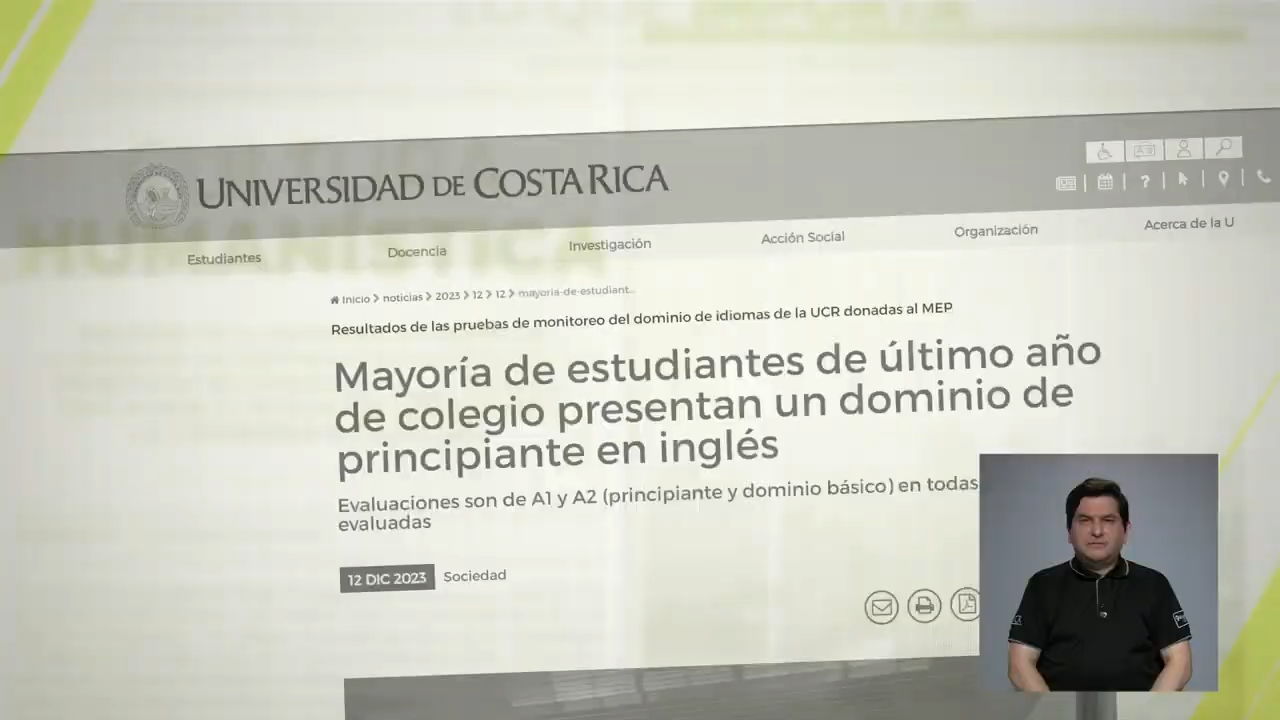 UNIVERSIDAD DE COSTA RICA
Estudiantes Docencia Investigación Acción Social Organización Acerca de la U
HUMANÍSTICA
Inicio > noticias > 2023 > 12 > 12 > mayoria-de-estudiant...
Resultados de las pruebas de monitoreo del dominio de idiomas de la UCR donadas al MEP
Mayoría de estudiantes de último año
de colegio presentan un dominio de
principiante en inglés
Evaluaciones son de A1 y A2 (principiante y dominio básico) en todas
evaluadas
12 DIC 2023 Sociedad